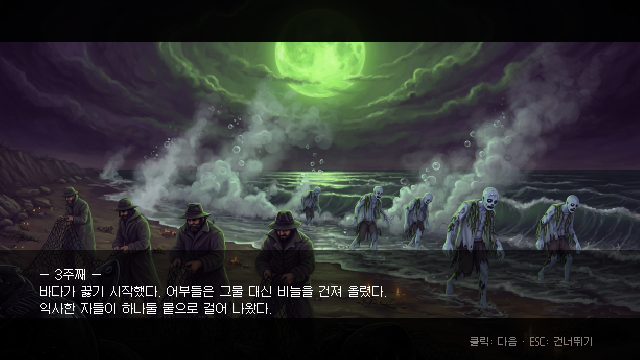 — 3주째 —
바다가 끓기 시작했다. 어부들은 그물 대신 비늘을 건져 올렸다.
익사한 자들이 하나둘 뭍으로 걸어 나왔다.
클릭: 다음 · ESC: 건너뛰기